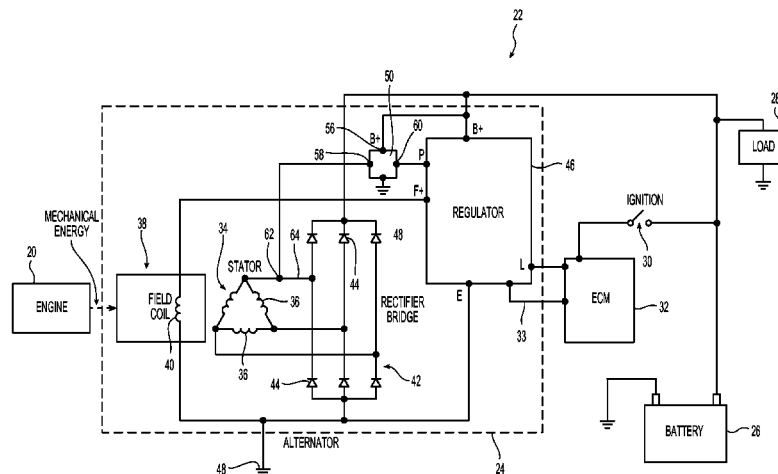 22
50
28
56
B+
60
B+
LOAD
58
P
46
F+
REGULATOR
IGNITION
MECHANICAL
ENERGY
38
34
62
64
48
30
20
STATOR
44
L
ENGINE
FIELD
COIL
36
RECTIFIER
BRIDGE
E
ECM
32
40
36
33
44
42
48
ALTERNATOR
24
BATTERY
26